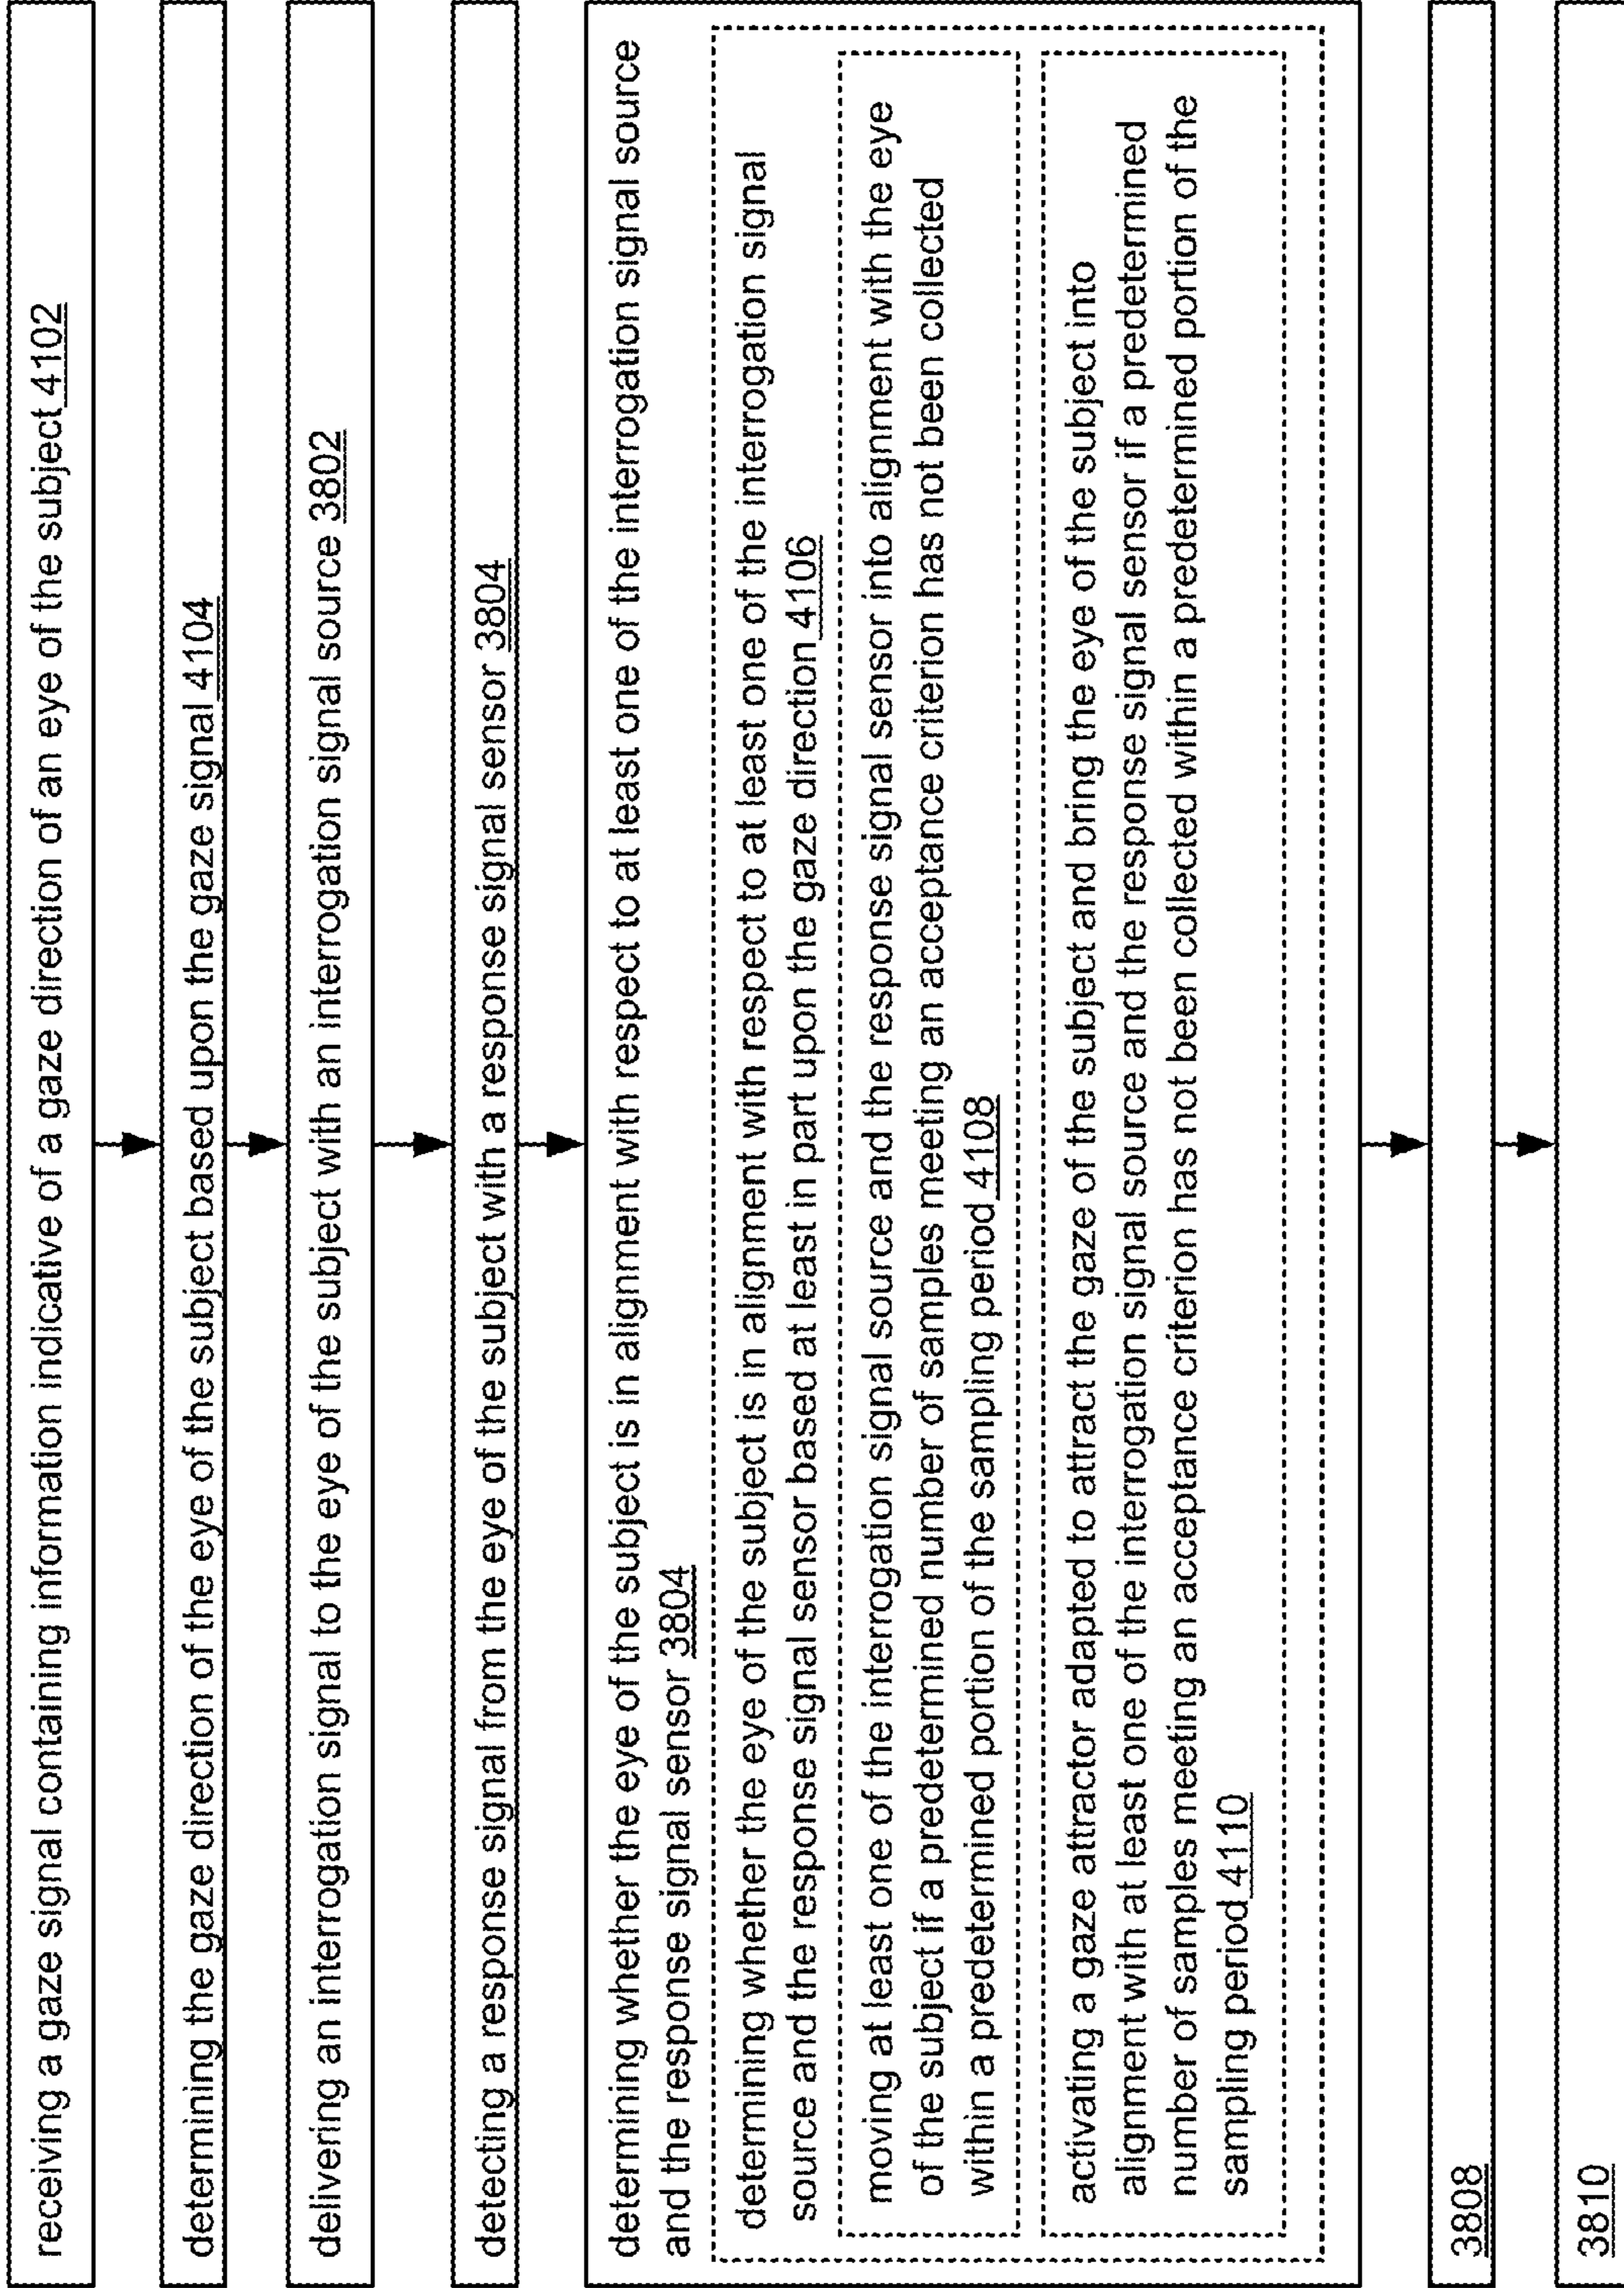 receiving a gaze signal containing information indicative of a gaze direction of an eye of the subject 4102
determining the gaze direction of the eye of the subject based upon the gaze signal 4104
delivering an interrogation signal to the eye of the subject with an interrogation signal source 3802
detecting a response signal from the eye of the subject with a response signal sensor 3804
determining whether the eye of the subject is in alignment with respect to at least one of the interrogation signal source
and the response signal sensor 3804
determining whether the eye of the subject is in alignment with respect to at least one of the interrogation signal
source and the response signal sensor based at least in part upon the gaze direction 4106
moving at least one of the interrogation signal source and the response signal sensor into alignment with the eye
of the subject if a predetermined number of samples meeting an acceptance criterion has not been collected
within a predetermined portion of the sampling period 4108
activating a gaze attractor adapted to attract the gaze of the subject and bring the eye of the subject into
alignment with at least one of the interrogation signal source and the response signal sensor if a predetermined
number of samples meeting an acceptance criterion has not been collected within a predetermined portion of the
sampling period 4110
3808
3810